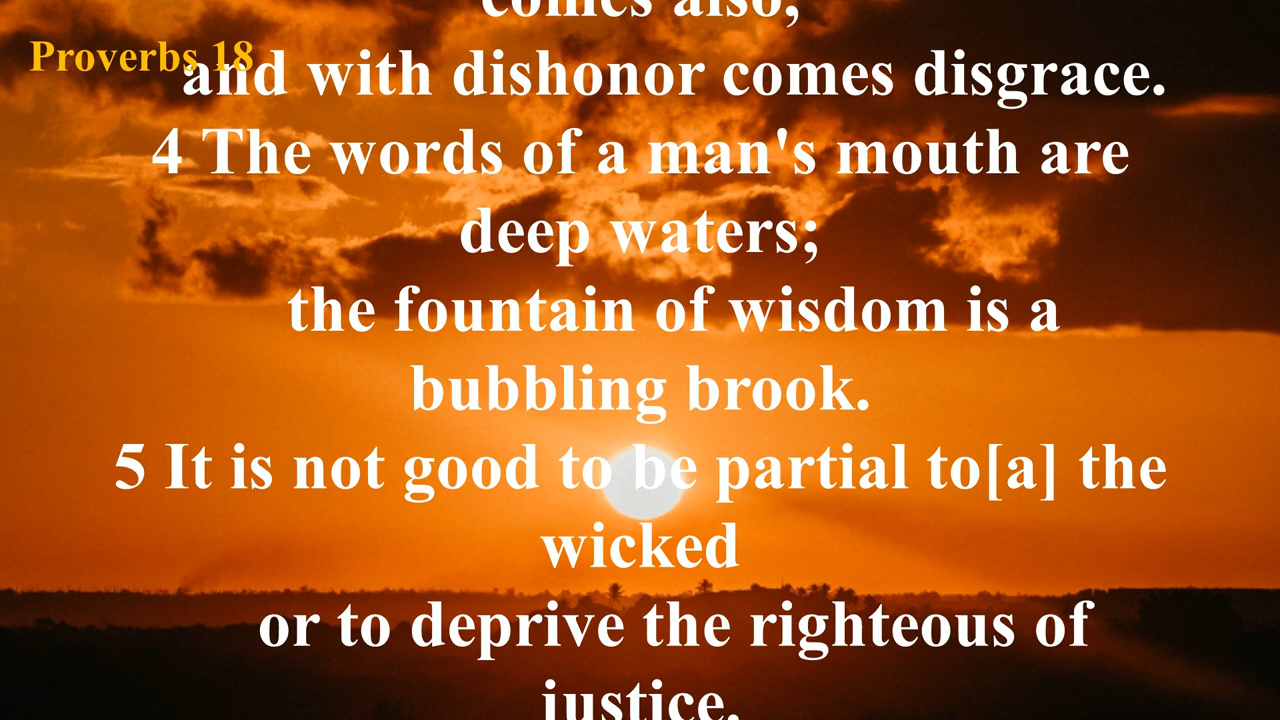 comes also,
Proverbs 18
and with dishonor comes disgrace.
4 The words of a man's mouth are
deep waters;
the fountain of wisdom is a
bubbling brook.
5 It is not good to be partial to[a] the
wicked
or to deprive the righteous of
justice.